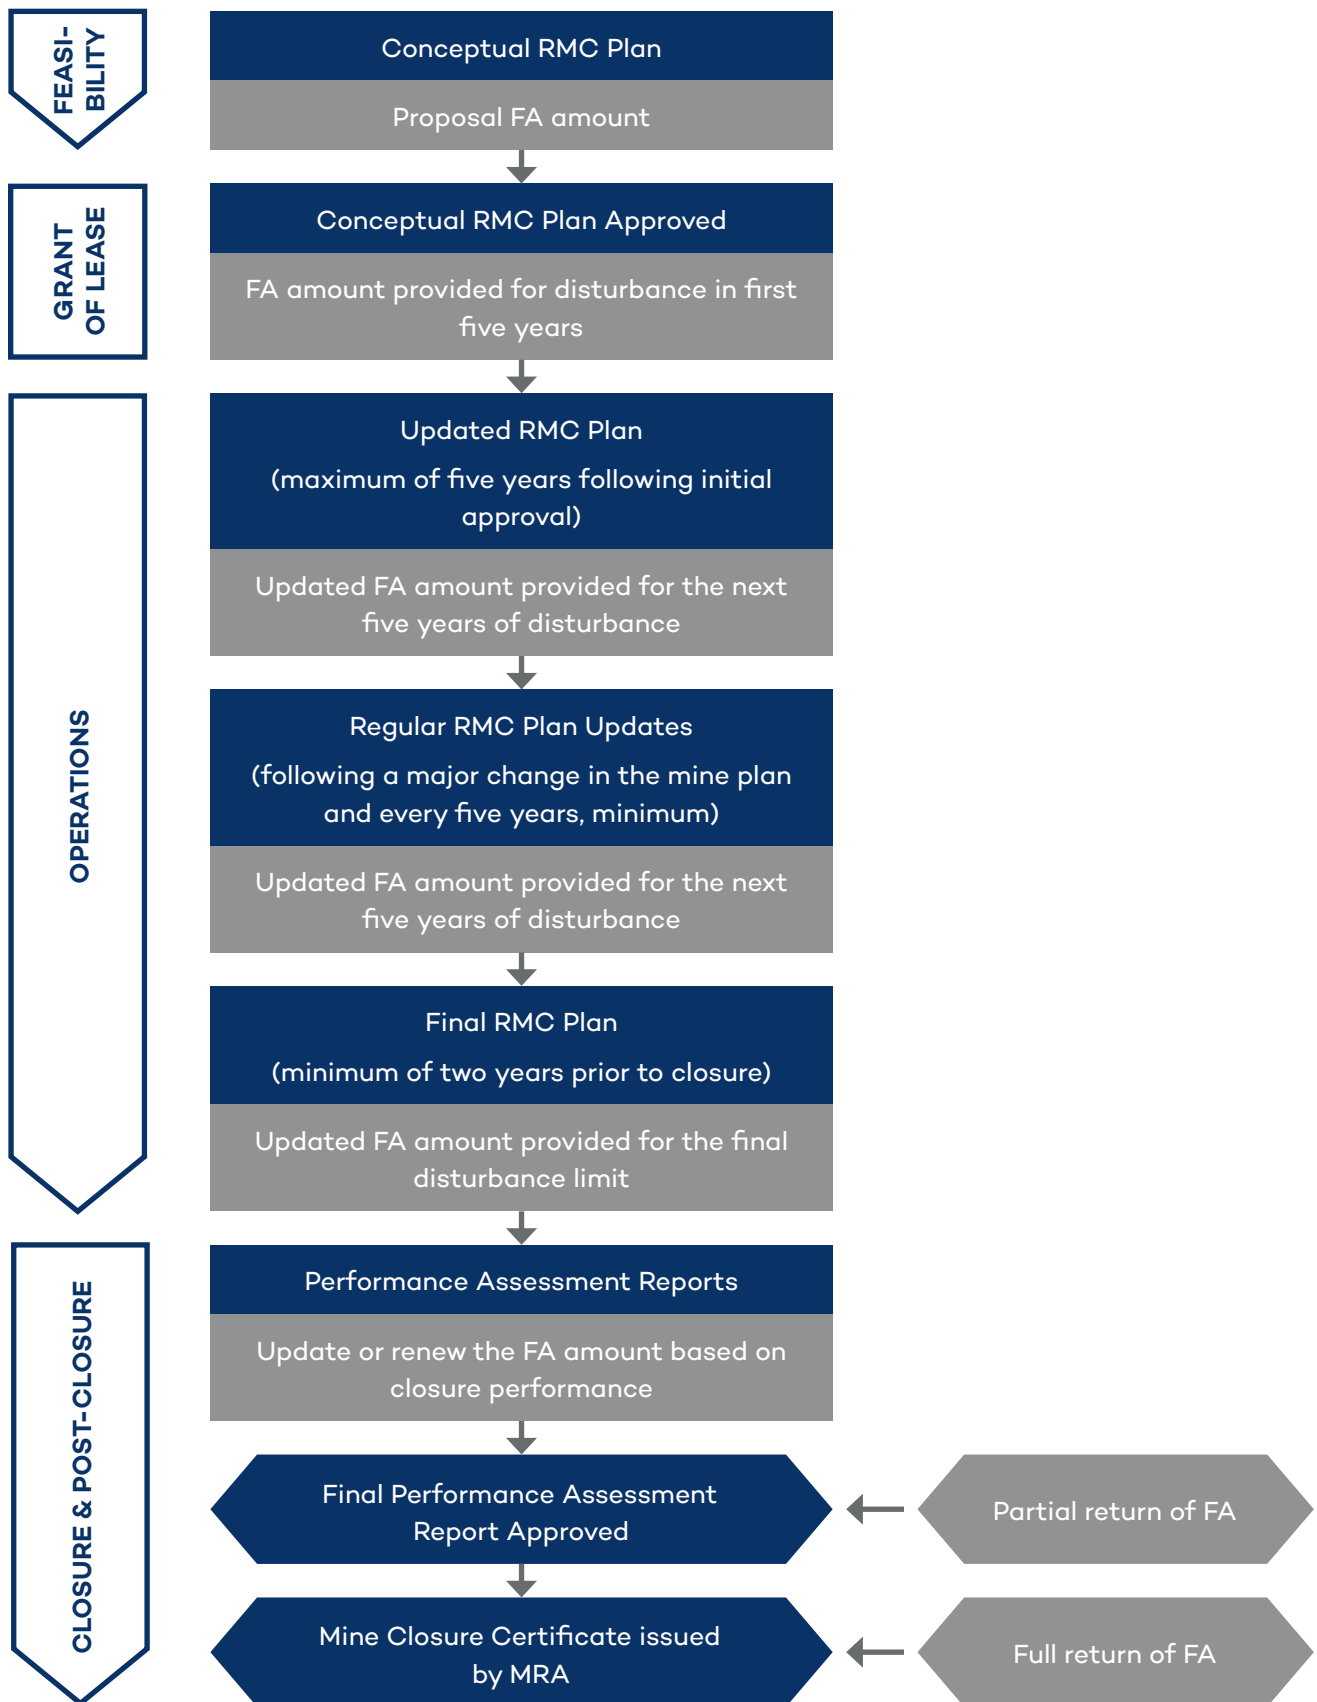 FEASI-
BILITY
Conceptual RMC Plan
Proposal FA amount
GRANT
OF LEASE
Conceptual RMC Plan Approved
FA amount provided for disturbance in first
five years
OPERATIONS
Updated RMC Plan
(maximum of five years following initial
approval)
Updated FA amount provided for the next
five years of disturbance
Regular RMC Plan Updates
(following a major change in the mine plan
and every five years, minimum)
Updated FA amount provided for the next
five years of disturbance
Final RMC Plan
(minimum of two years prior to closure)
Updated FA amount provided for the final
disturbance limit
CLOSURE & POST-CLOSURE
Performance Assessment Reports
Update or renew the FA amount based on
closure performance
Final Performance Assessment
Report Approved
Partial return of FA
Mine Closure Certificate issued
by MRA
Full return of FA